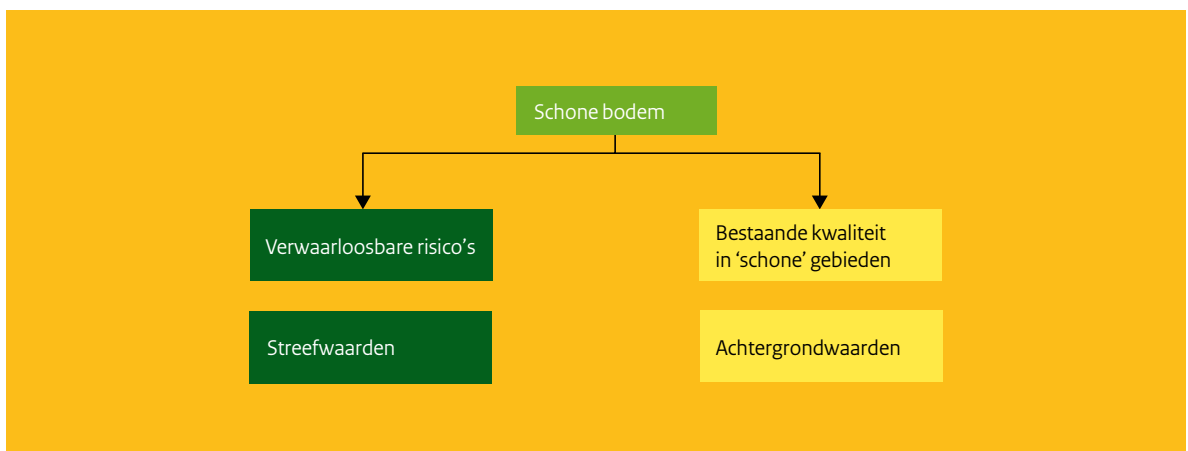 Schone bodem
Verwaarloosbare risico’s
Bestaande kwaliteit
in ‘schone’ gebieden
Streefwaarden
Achtergrondwaarden